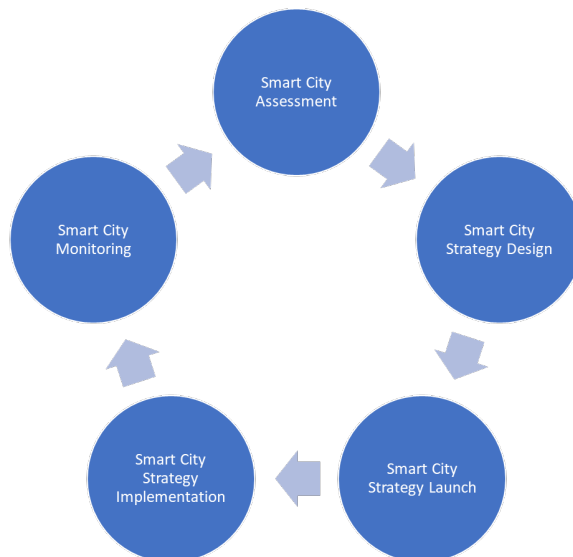 Smart City
Assessment
Smart City
Strategy Design
Smart City
Strategy Launch
Smart City
Strategy
Implementation
Smart City
Monitoring